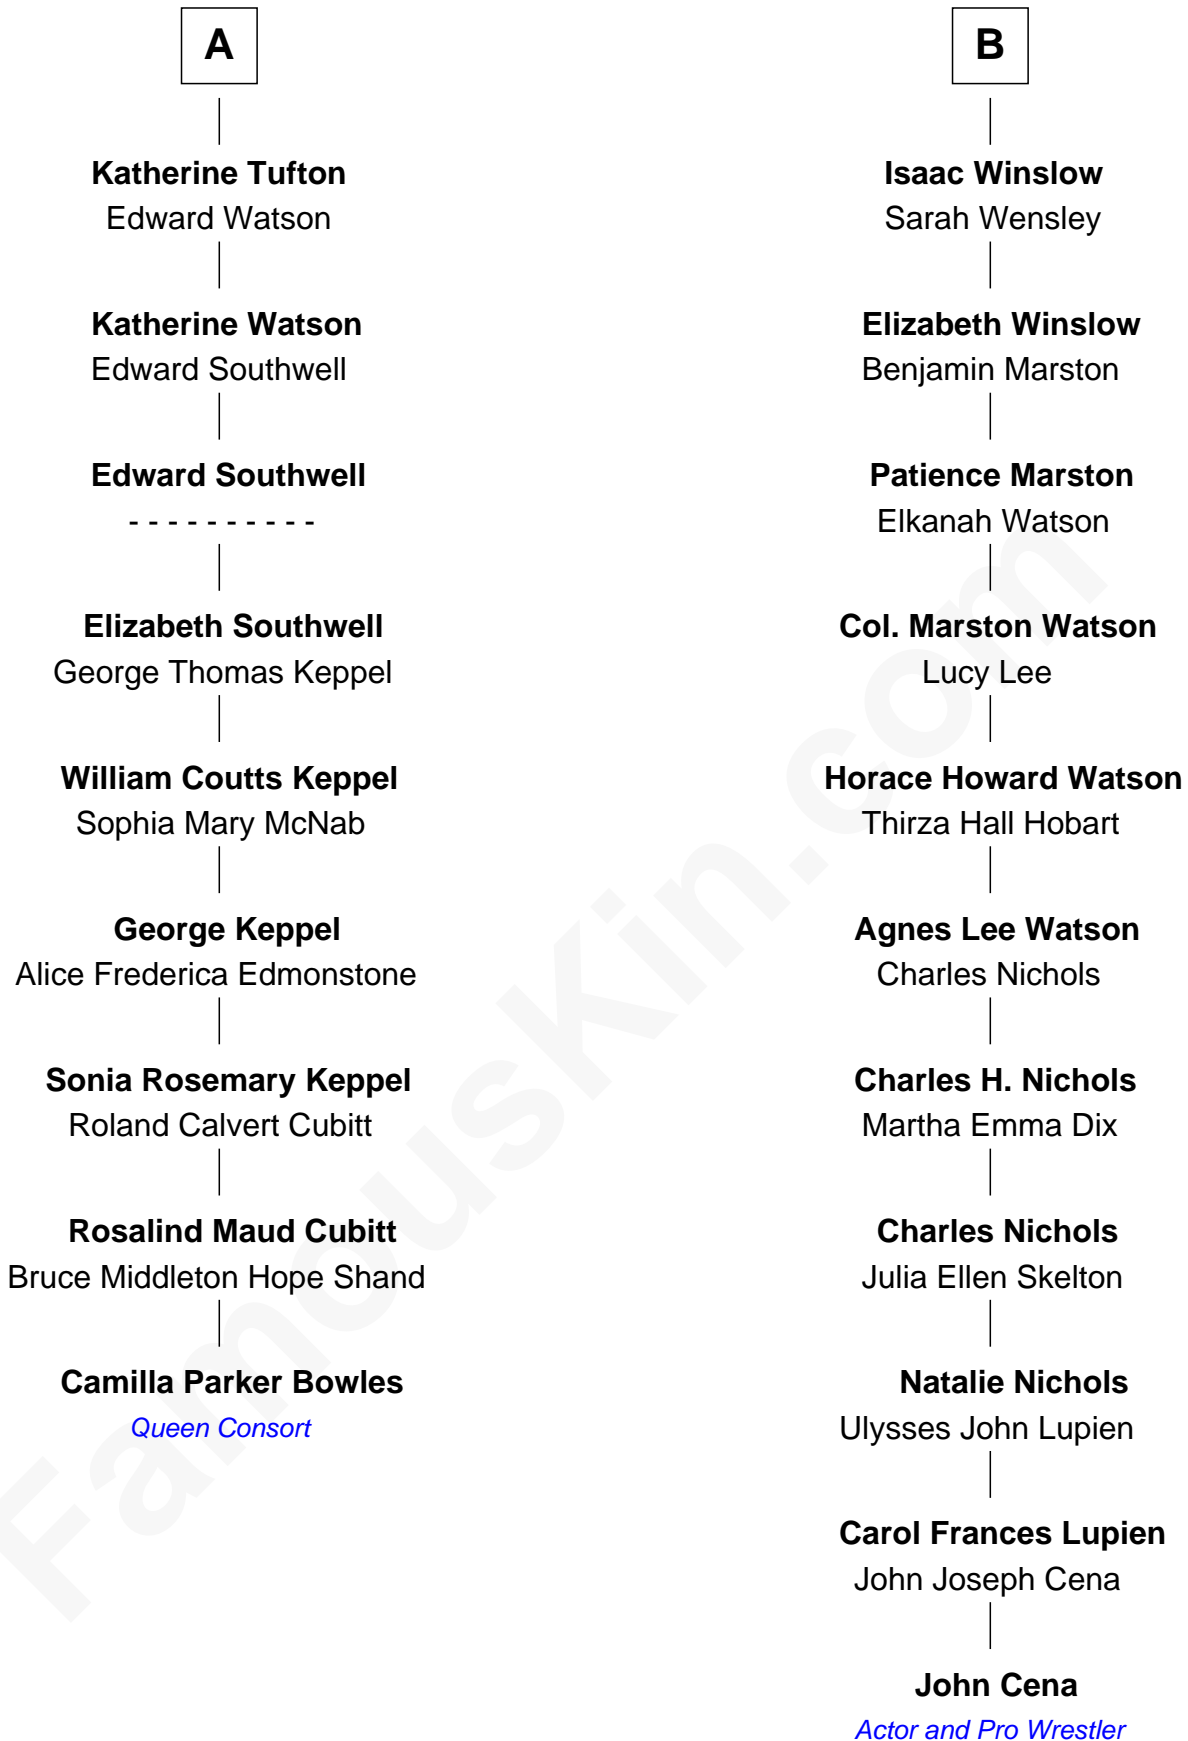 A
Katherine Tufton
Edward Watson
Katherine Watson
Edward Southwell
Edward Southwell
- - - - - - - - - -
Elizabeth Southwell
George Thomas Keppel
William Coutts Keppel
Sophia Mary McNab
George Keppel
Alice Frederica Edmonstone
Sonia Rosemary Keppel
Roland Calvert Cubitt
Rosalind Maud Cubitt
Bruce Middleton Hope Shand
Camilla Parker Bowles
Queen Consort
B
Isaac Winslow
Sarah Wensley
Elizabeth Winslow
Benjamin Marston
Patience Marston
Elkanah Watson
Col. Marston Watson
Lucy Lee
Horace Howard Watson
Thirza Hall Hobart
Agnes Lee Watson
Charles Nichols
Charles H. Nichols
Martha Emma Dix
Charles Nichols
Julia Ellen Skelton
Natalie Nichols
Ulysses John Lupien
Carol Frances Lupien
John Joseph Cena
John Cena
Actor and Pro Wrestler
FamousKin.com